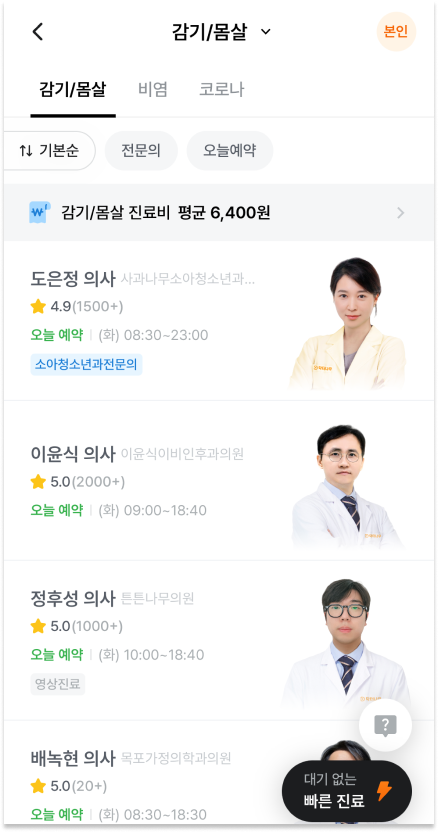 감기/몸살
본인
감기/몸살 비염 코로나
기본순 전문의 오늘예약
감기/몸살 진료비 평균 6,400원
도은정 의사 사과나무소아청소년과...
4.9(1500+)
오늘 예약 (화) 08:30~23:00
소아청소년과전문의
이윤식 의사 이윤식이비인후과의원
5.0(2000+)
오늘 예약 (화) 09:00~18:40
정후성 의사 튼튼나무의원
5.0(1000+)
오늘 예약 (화) 10:00~18:40
영상진료
배녹현 의사 목포가정의학과의원
5.0(20+)
오늘 예약 (화) 08:30~18:30
?
대기 없는
빠른 진료